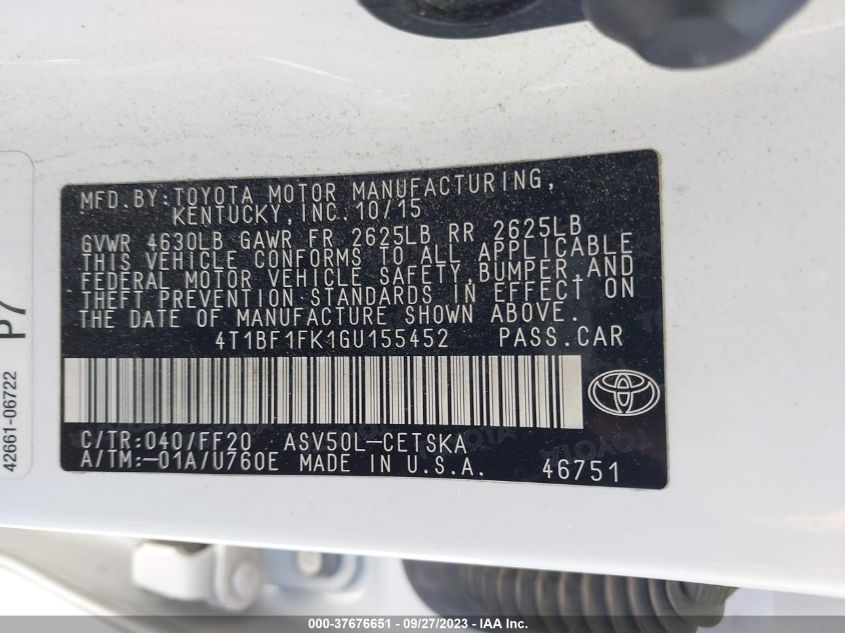 MFD.BY:TOYOTA MOTOR MANUFACTURING,
KENTUCKY,INC.10/15
GVWR 4630LB GAWR FR 2625LB RR 2625LB
THIS VEHICLE CONFORMS TO ALL APPLICABLE
FEDERAL MOTOR VEHICLE SAFETY,BUMPER,AND
THEFT PREVENTION STANDARDS IN EFFECT ON
THE DATE OF MANUFACTURE SHOWN ABOVE.
4T1BF1FK1GU155452 PASS.CAR
C/TR:040/FF20 ASV50L-CETSKA
A/TM:-01A/U760E MADE IN U.S.A. 46751
42661-06722
P7
000-37676651 - 09/27/2023 - © IAA Inc.